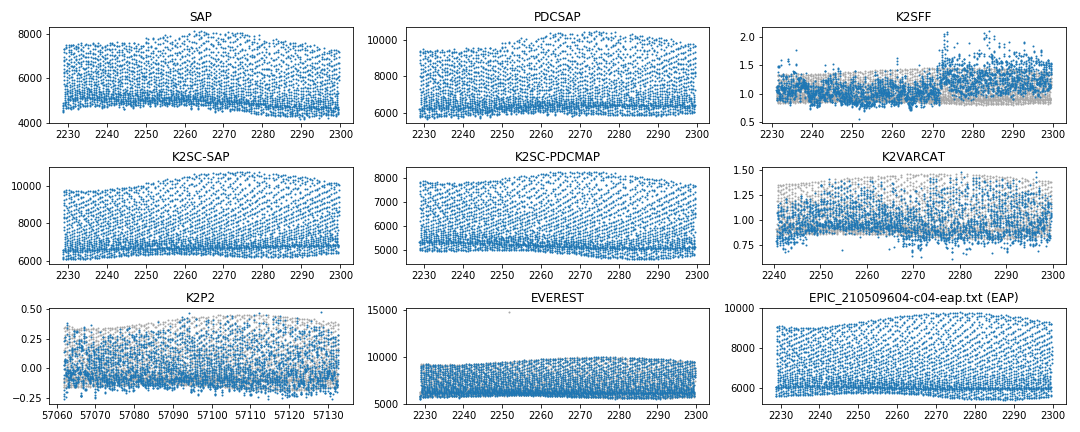 SAP
8000
6000
4000
2230 2240 2250 2260 2270 2280 2290 2300
PDCSAP
10000
8000
6000
2230 2240 2250 2260 2270 2280 2290 2300
K2SFF
2.0
1.5
1.0
0.5
2230 2240 2250 2260 2270 2280 2290 2300
K2SC-SAP
10000
8000
6000
2230 2240 2250 2260 2270 2280 2290 2300
K2SC-PDCMAP
8000
7000
6000
5000
2230 2240 2250 2260 2270 2280 2290 2300
K2VARCAT
1.50
1.25
1.00
0.75
2240 2250 2260 2270 2280 2290 2300
K2P2
0.50
0.25
0.00
−0.25
57060 57070 57080 57090 57100 57110 57120 57130
EVEREST
15000
10000
5000
2230 2240 2250 2260 2270 2280 2290 2300
EPIC_210509604-c04-eap.txt (EAP)
10000
8000
6000
2230 2240 2250 2260 2270 2280 2290 2300